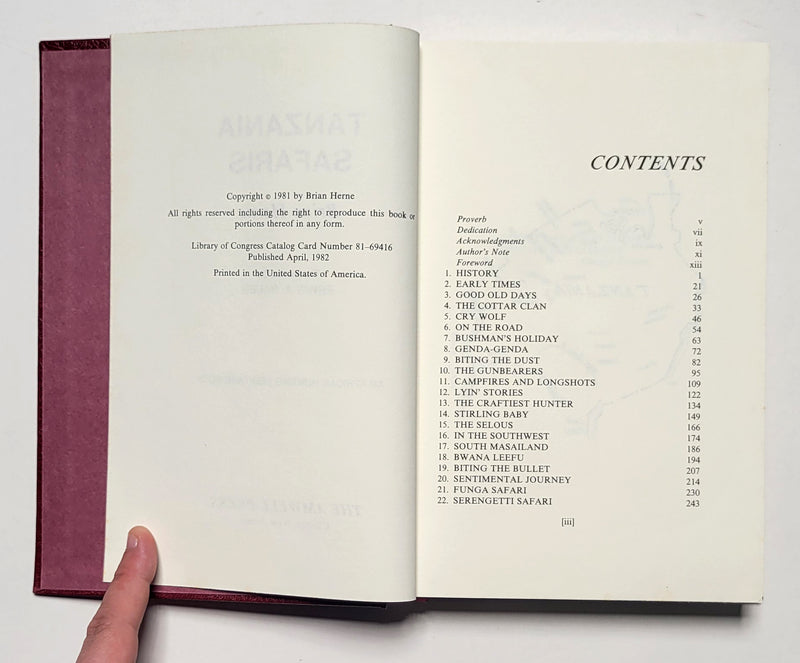 Copyright © 1981 by Brian Herne
All rights reserved including the right to reproduce this book or
portions thereof in any form.
Library of Congress Catalog Card Number 81-69416
Published April, 1982
Printed in the United States of America.
CONTENTS
Proverb v
Dedication vii
Acknowledgments ix
Author's Note xi
Foreword xiii
1. HISTORY 1
2. EARLY TIMES 21
3. GOOD OLD DAYS 26
4. THE COTTAR CLAN 33
5. CRY WOLF 46
6. ON THE ROAD 54
7. BUSHMAN'S HOLIDAY 63
8. GENDA-GENDA 72
9. BITING THE DUST 82
10. THE GUNBEARERS 95
11. CAMPFIRES AND LONGSHOTS 109
12. LYIN' STORIES 122
13. THE CRAFTIEST HUNTER 134
14. STIRLING BABY 149
15. THE SELOUS 166
16. IN THE SOUTHWEST 174
17. SOUTH MASAILAND 186
18. BWANA LEEFU 194
19. BITING THE BULLET 207
20. SENTIMENTAL JOURNEY 214
21. FUNGA SAFARI 230
22. SERENGETTI SAFARI 243
[iii]
TANZANIA
SAFARIS
THE AMWELL PRESS